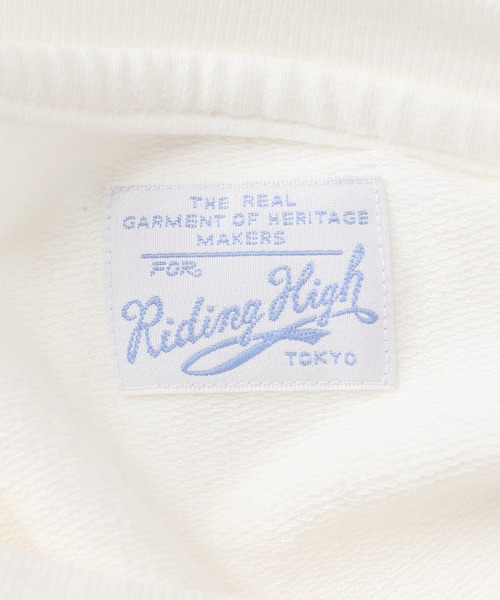 THE REAL
GARMENT OF HERITAGE
MAKERS
FOR
Riding High
TOKYO